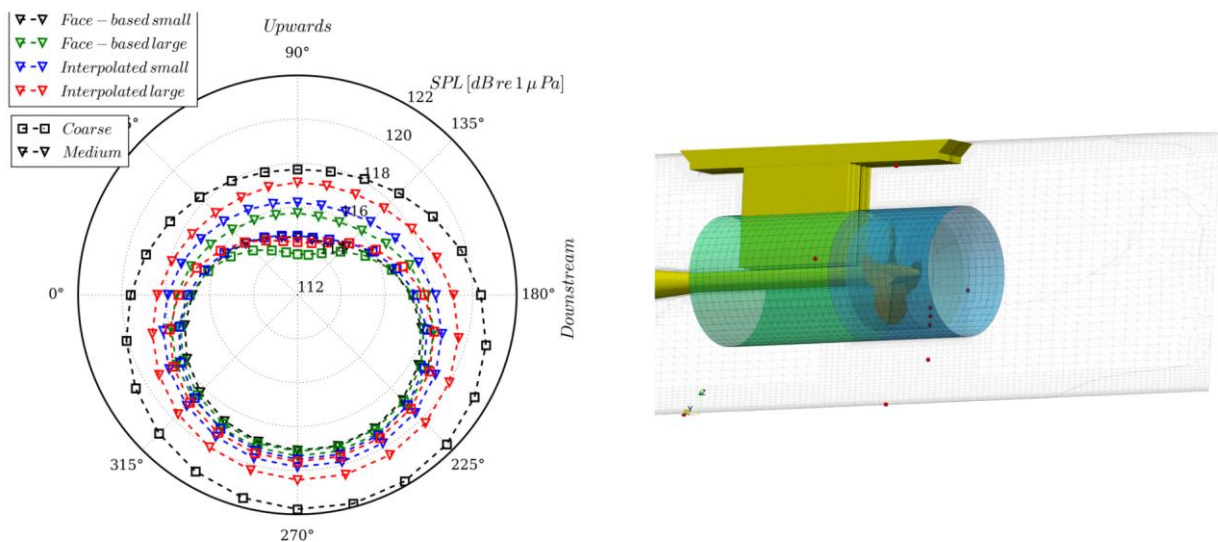 Face – based small
Face – based large
Interpolated small
Interpolated large
Coarse
Medium
Upwards
90°
SPL [dB re 1 μ Pa]
122
135°
120
118
116
0°
112
180°
Downstream
315°
225°
270°
Y